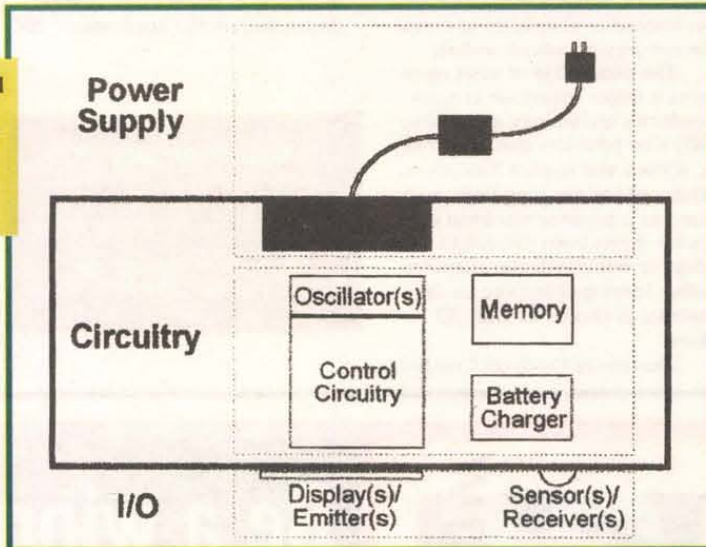 Power
Supply
Oscillator(s)
Memory
Circuitry
Control
Circuitry
Battery
Charger
I/O
Display(s)/
Emitter(s)
Sensor(s)/
Receiver(s)